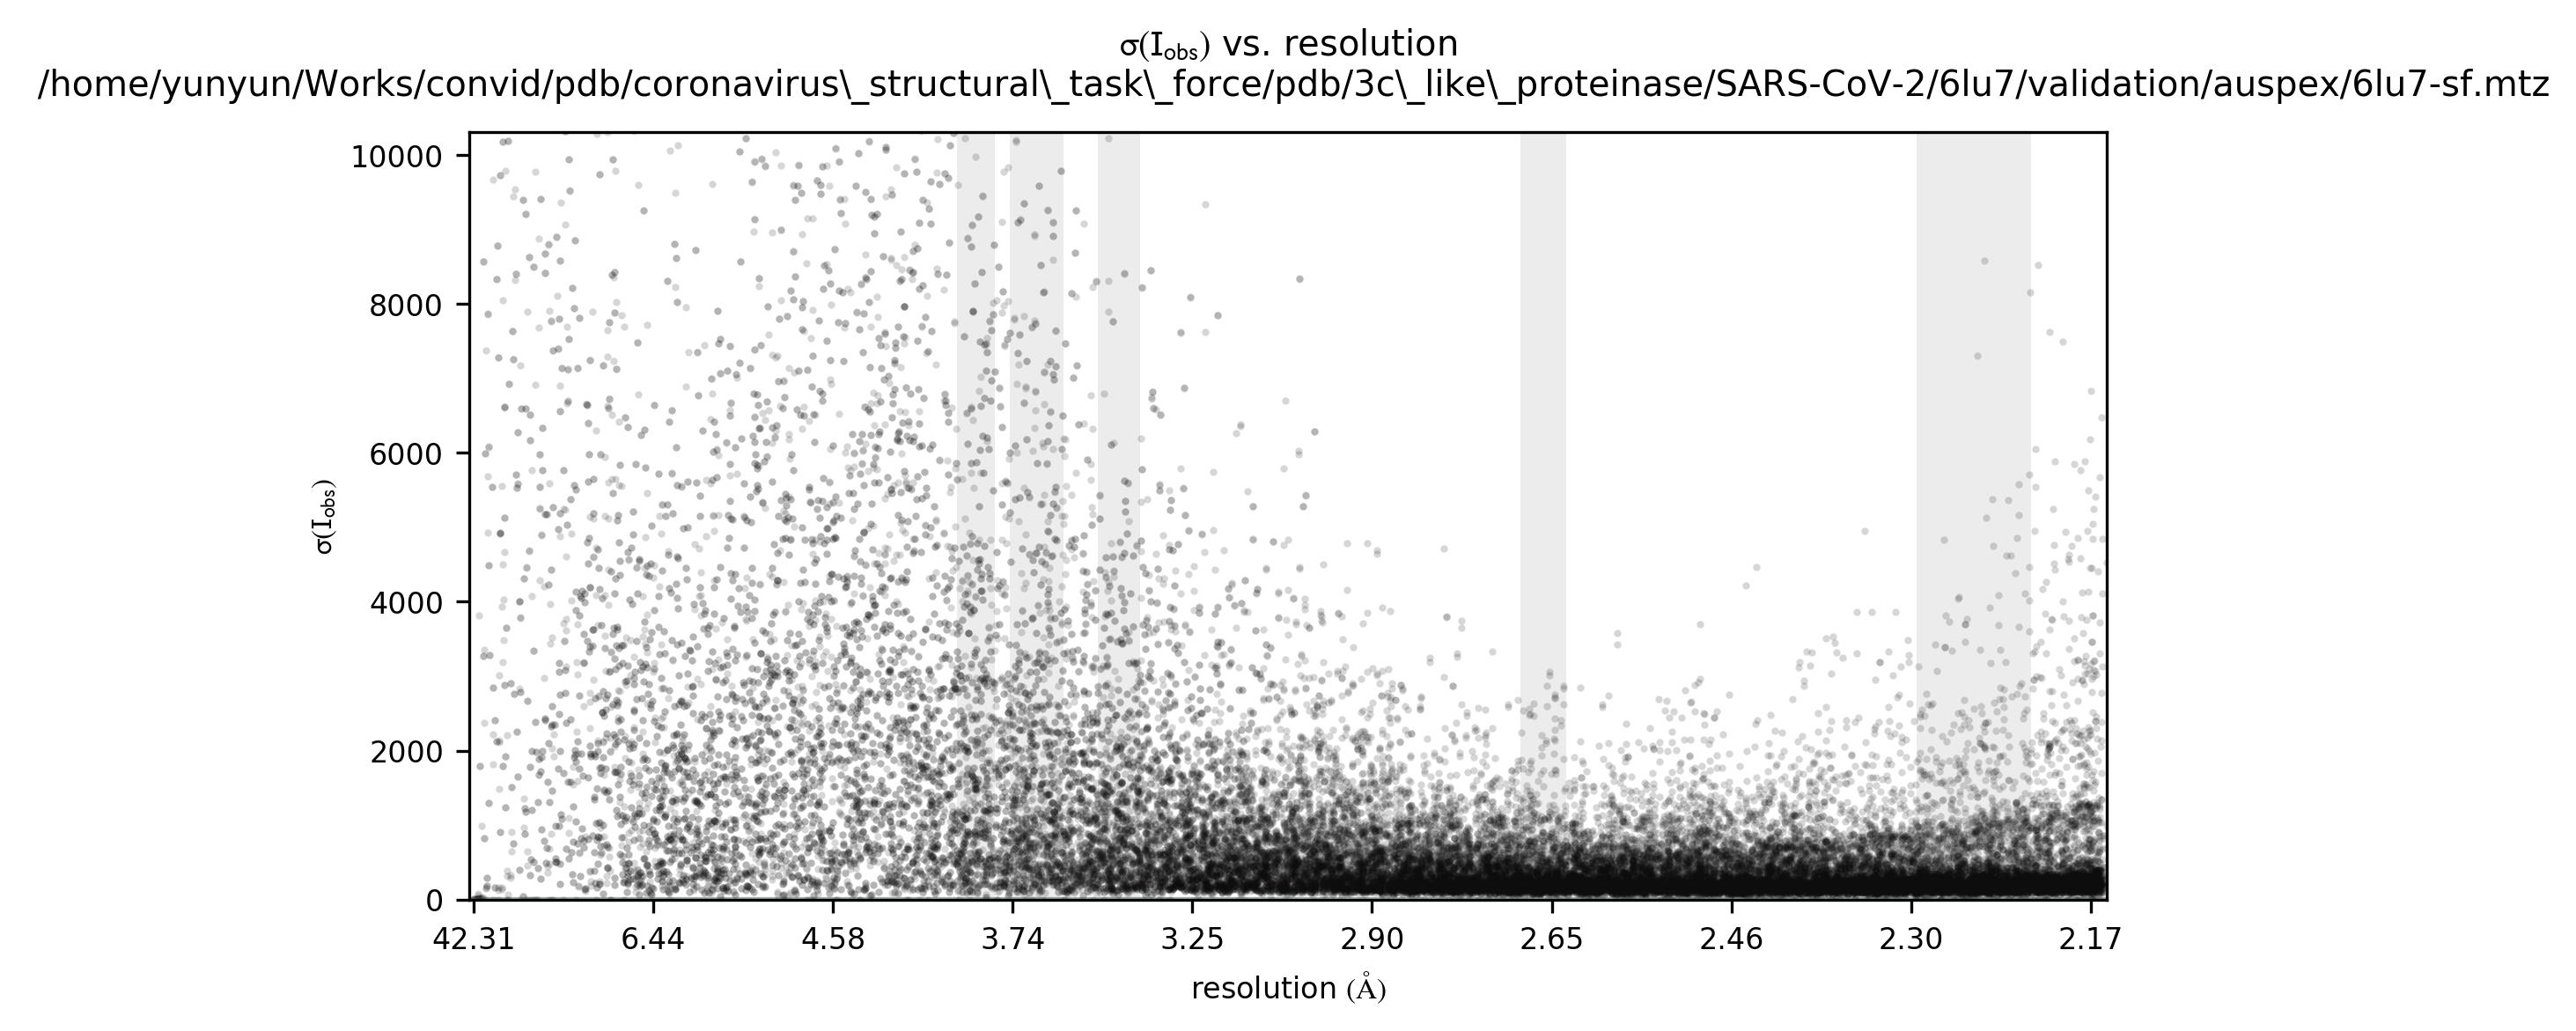 σ(I_obs) vs. resolution
/home/yunyun/Works/convid/pdb/coronavirus\_structural\_task\_force/pdb/3c\_like\_proteinase/SARS-CoV-2/6lu7/validation/auspex/6lu7-sf.mtz
10000
8000
6000
σ(I_obs)
4000
2000
0
42.31 6.44 4.58 3.74 3.25 2.90 2.65 2.46 2.30 2.17
resolution (Å)